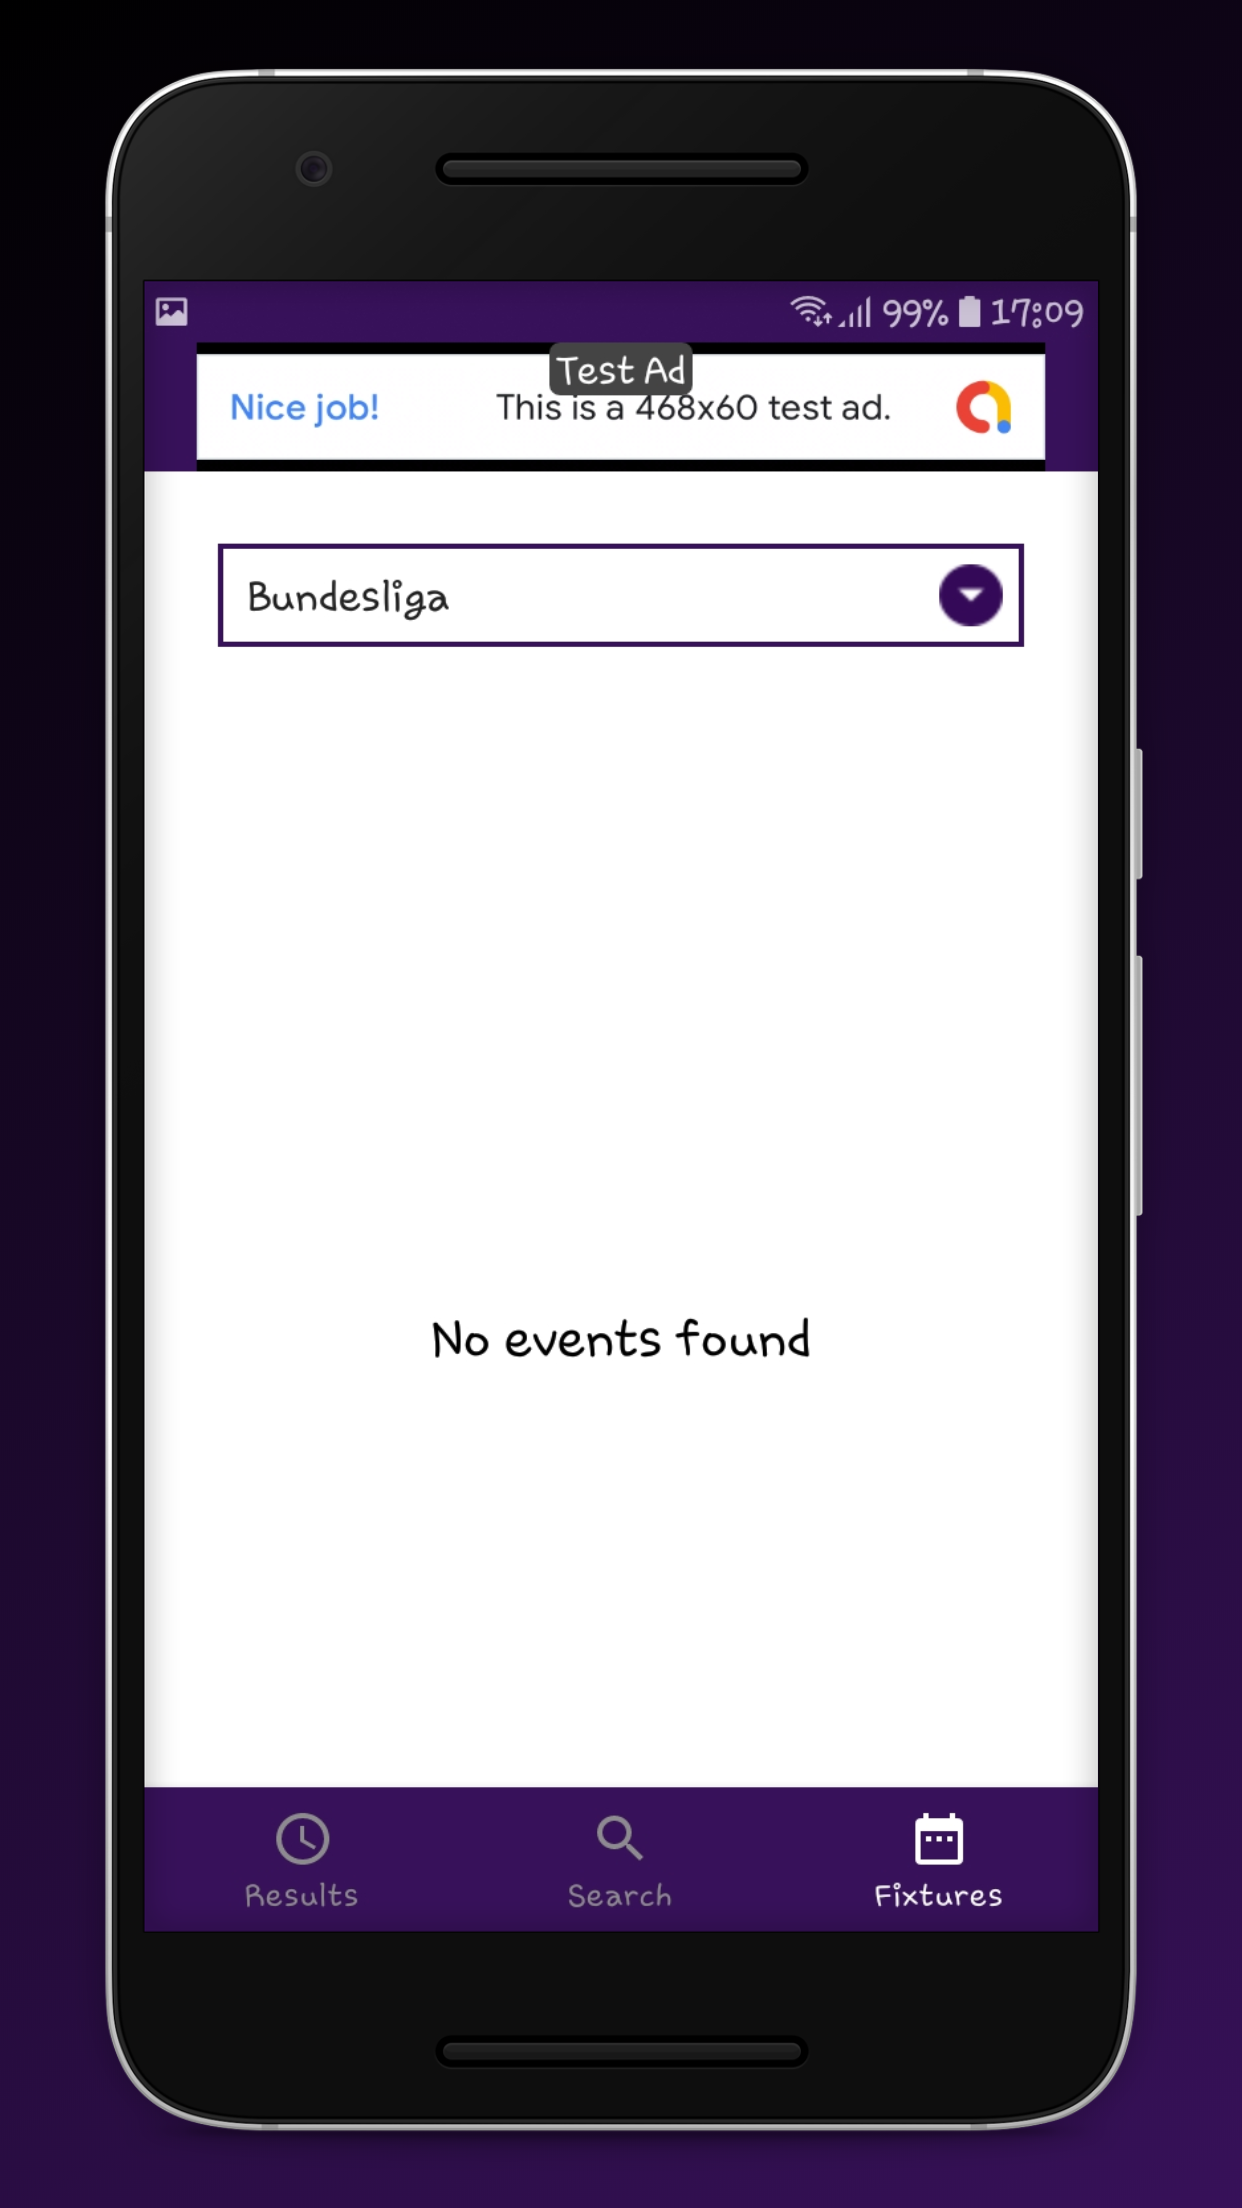 99% 17:09
Test Ad
Nice job! This is a 468x60 test ad.
Bundesliga
No events found
Results Search Fixtures